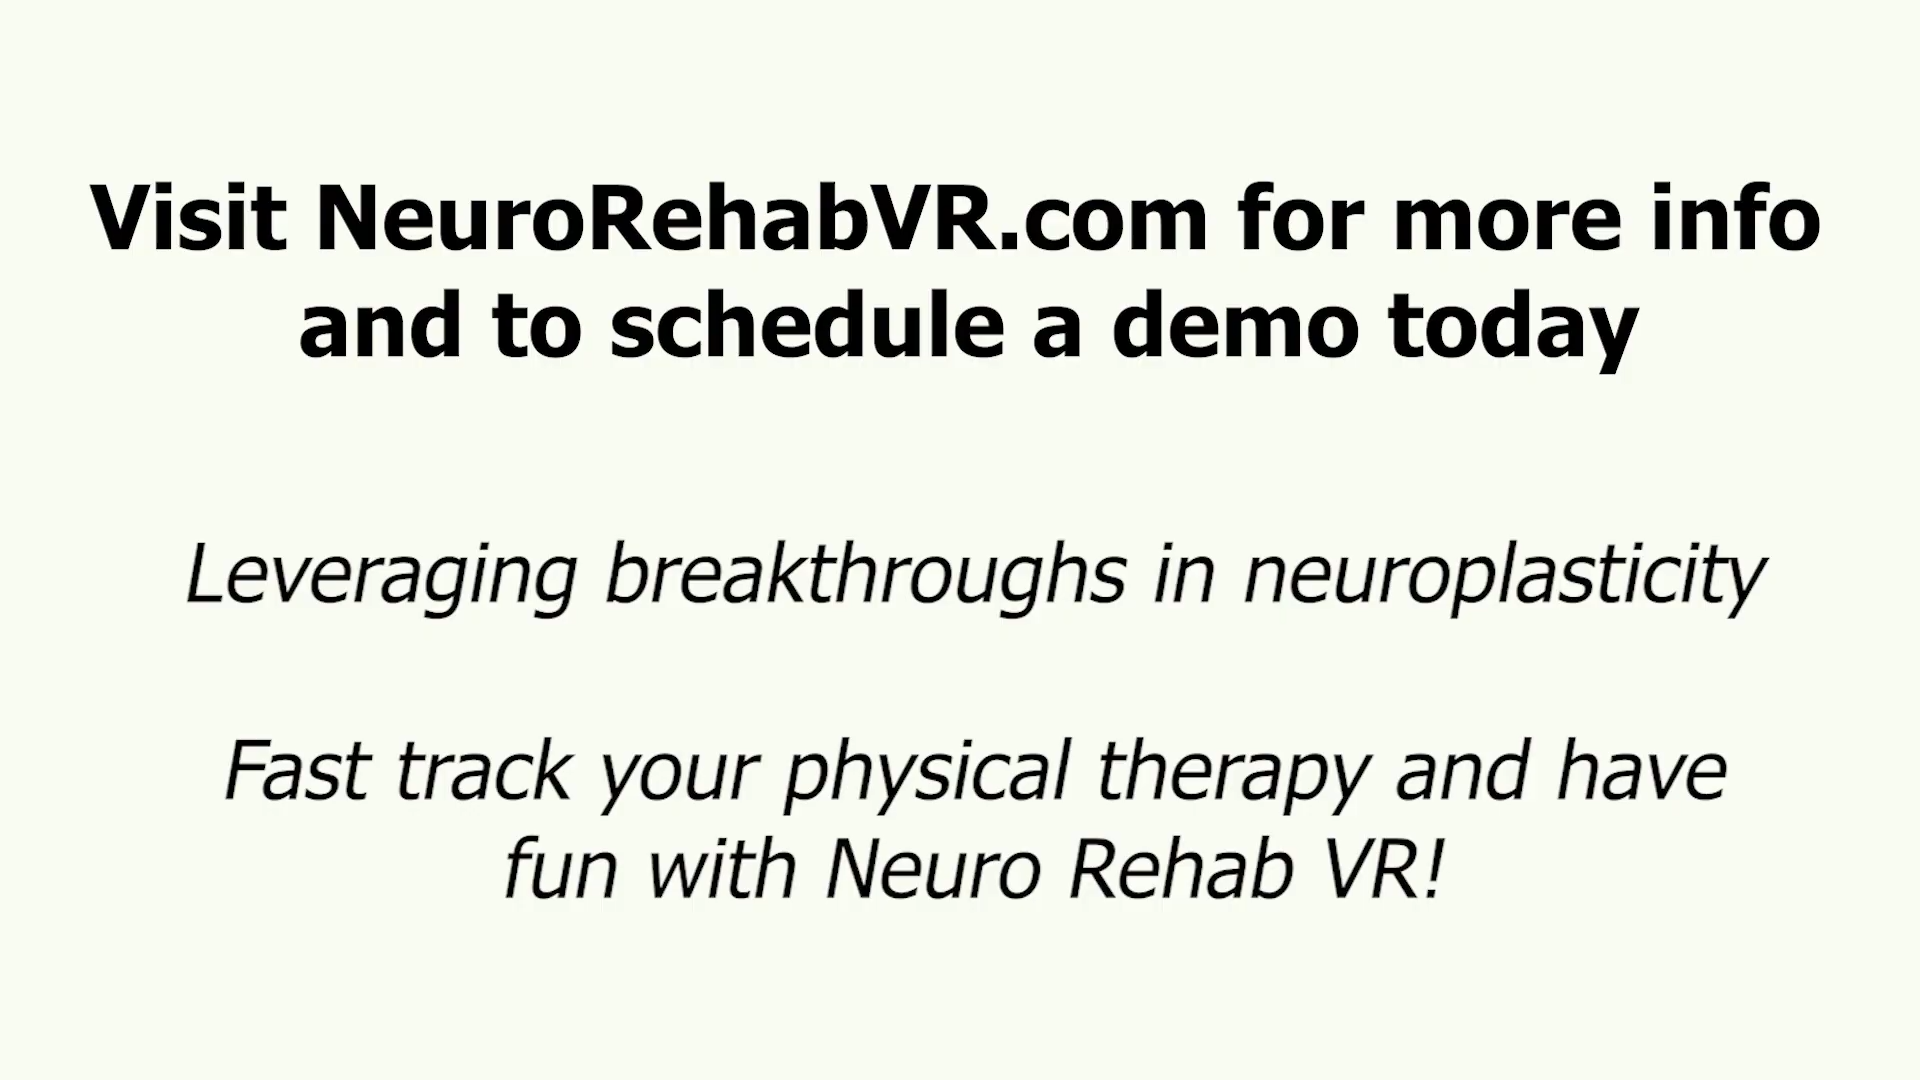 Visit NeuroRehabVR.com for more info
and to schedule a demo today
Leveraging breakthroughs in neuroplasticity
Fast track your physical therapy and have
fun with Neuro Rehab VR!